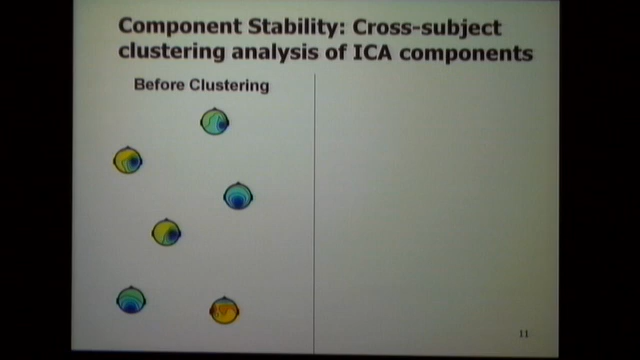 Component Stability: Cross-subject
clustering analysis of ICA components
Before Clustering
11